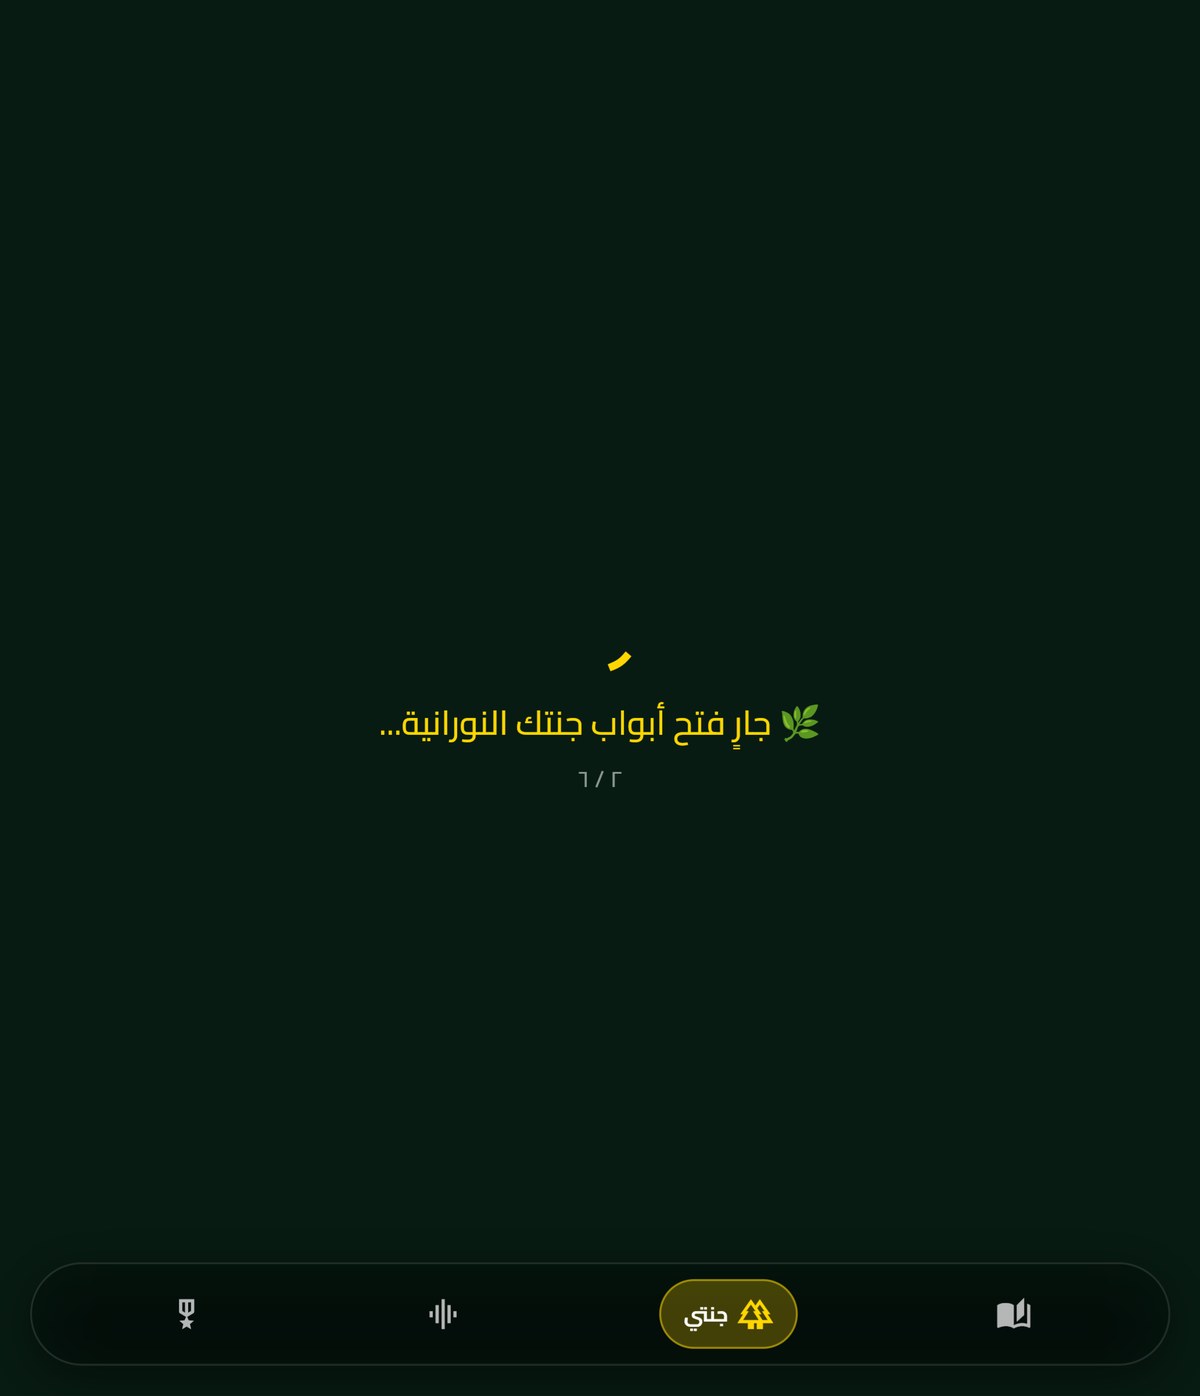 🌿 جارٍ فتح أبواب جنتك النورانية...
٢ / ٦
جنتي